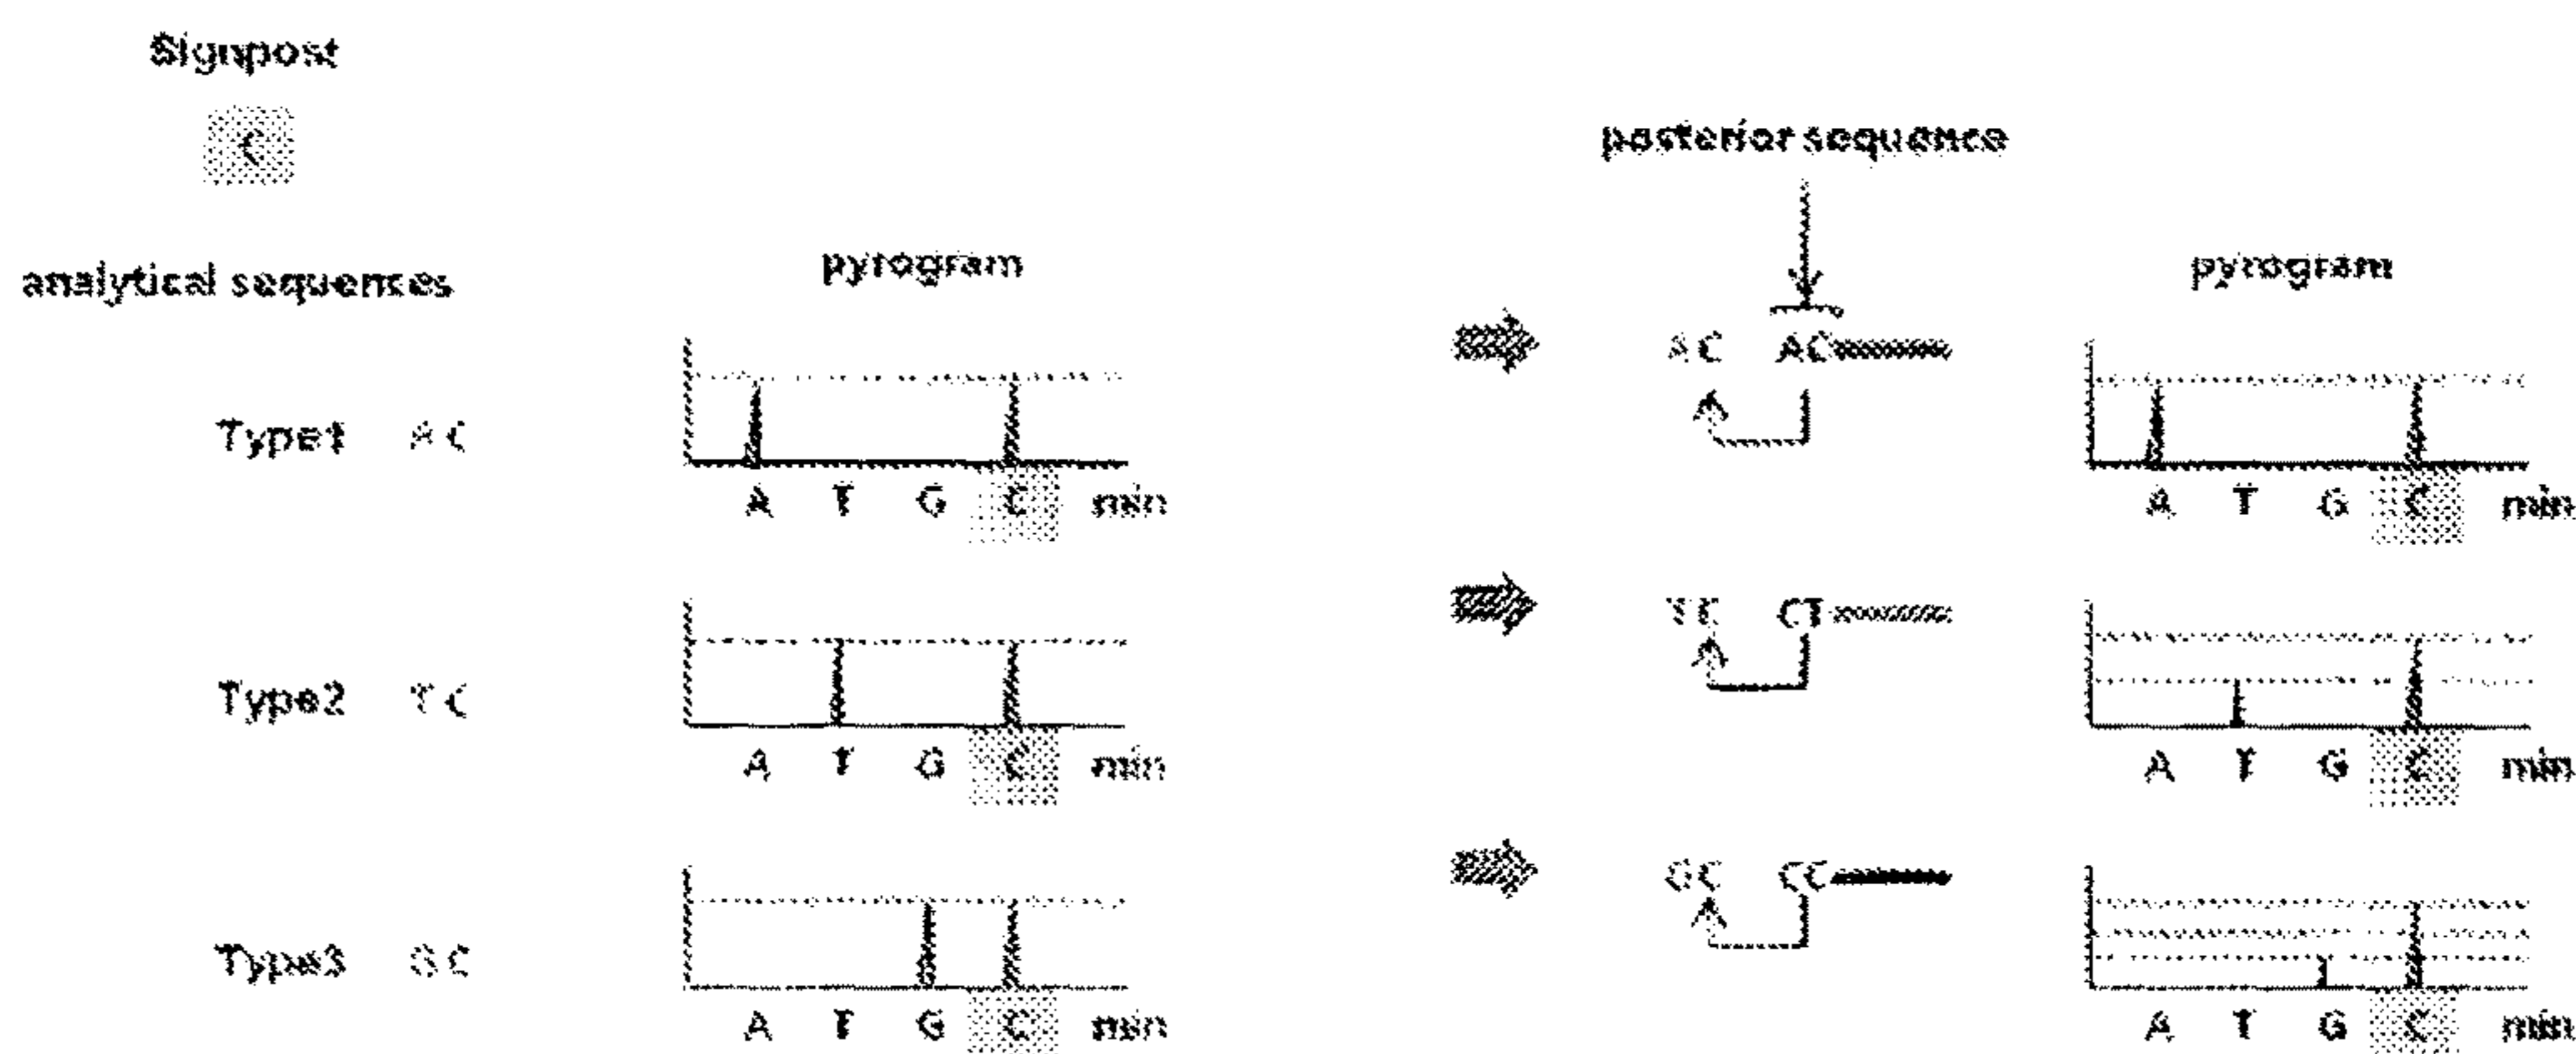 Signpost
C
posterior sequence
analytical sequences
pyrogram
pyrogram
AC AC
Type1 AC
A T G C min
A T G C min
TC CT
Type2 TC
A T G C min
A T G C min
GC CC
Type3 GC
A T G C min
A T G C min